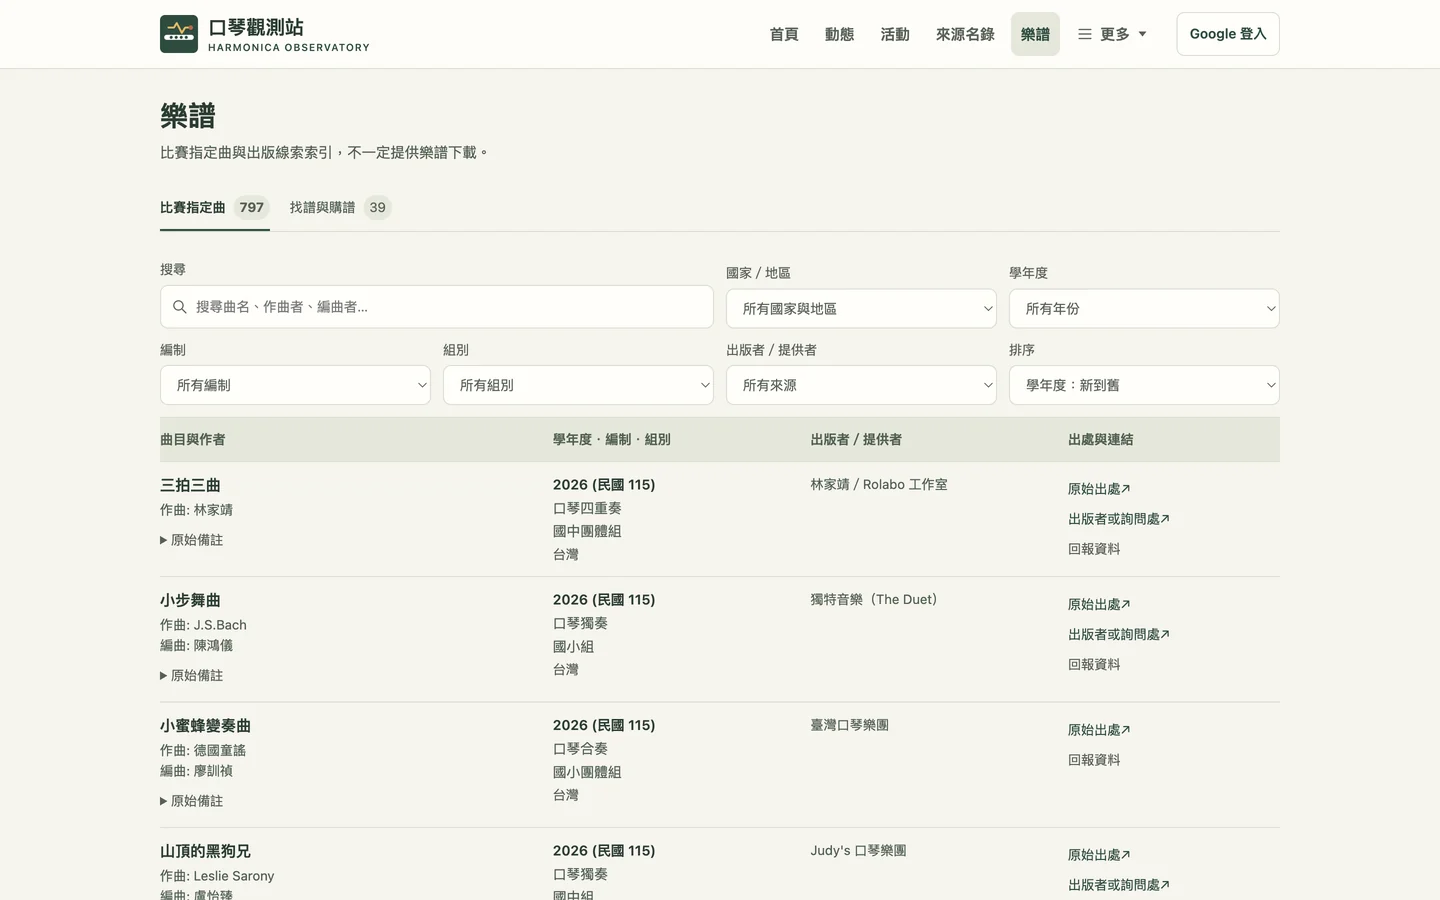 口琴觀測站
HARMONICA OBSERVATORY
首頁 動態 活動 來源名錄 樂譜 更多 Google 登入
樂譜
比賽指定曲與出版線索索引，不一定提供樂譜下載。
比賽指定曲 797 找譜與購譜 39
搜尋 國家 / 地區 學年度
搜尋曲名、作曲者、編曲者... 所有國家與地區 所有年份
編制 組別 出版者 / 提供者 排序
所有編制 所有組別 所有來源 學年度：新到舊
曲目與作者 學年度 · 編制 · 組別 出版者 / 提供者 出處與連結
三拍三曲
作曲: 林家靖
▶ 原始備註
2026 (民國 115)
口琴四重奏
國中團體組
台灣
林家靖 / Rolabo 工作室
原始出處↗
出版者或詢問處↗
回報資料
小步舞曲
作曲: J.S.Bach
編曲: 陳鴻儀
▶ 原始備註
2026 (民國 115)
口琴獨奏
國小組
台灣
獨特音樂（The Duet）
原始出處↗
出版者或詢問處↗
回報資料
小蜜蜂變奏曲
作曲: 德國童謠
編曲: 廖訓禎
▶ 原始備註
2026 (民國 115)
口琴合奏
國小團體組
台灣
臺灣口琴樂團
原始出處↗
回報資料
山頂的黑狗兄
作曲: Leslie Sarony
編曲: 盧怡臻
2026 (民國 115)
口琴獨奏
國中組
Judy's 口琴樂團
原始出處↗
出版者或詢問處↗